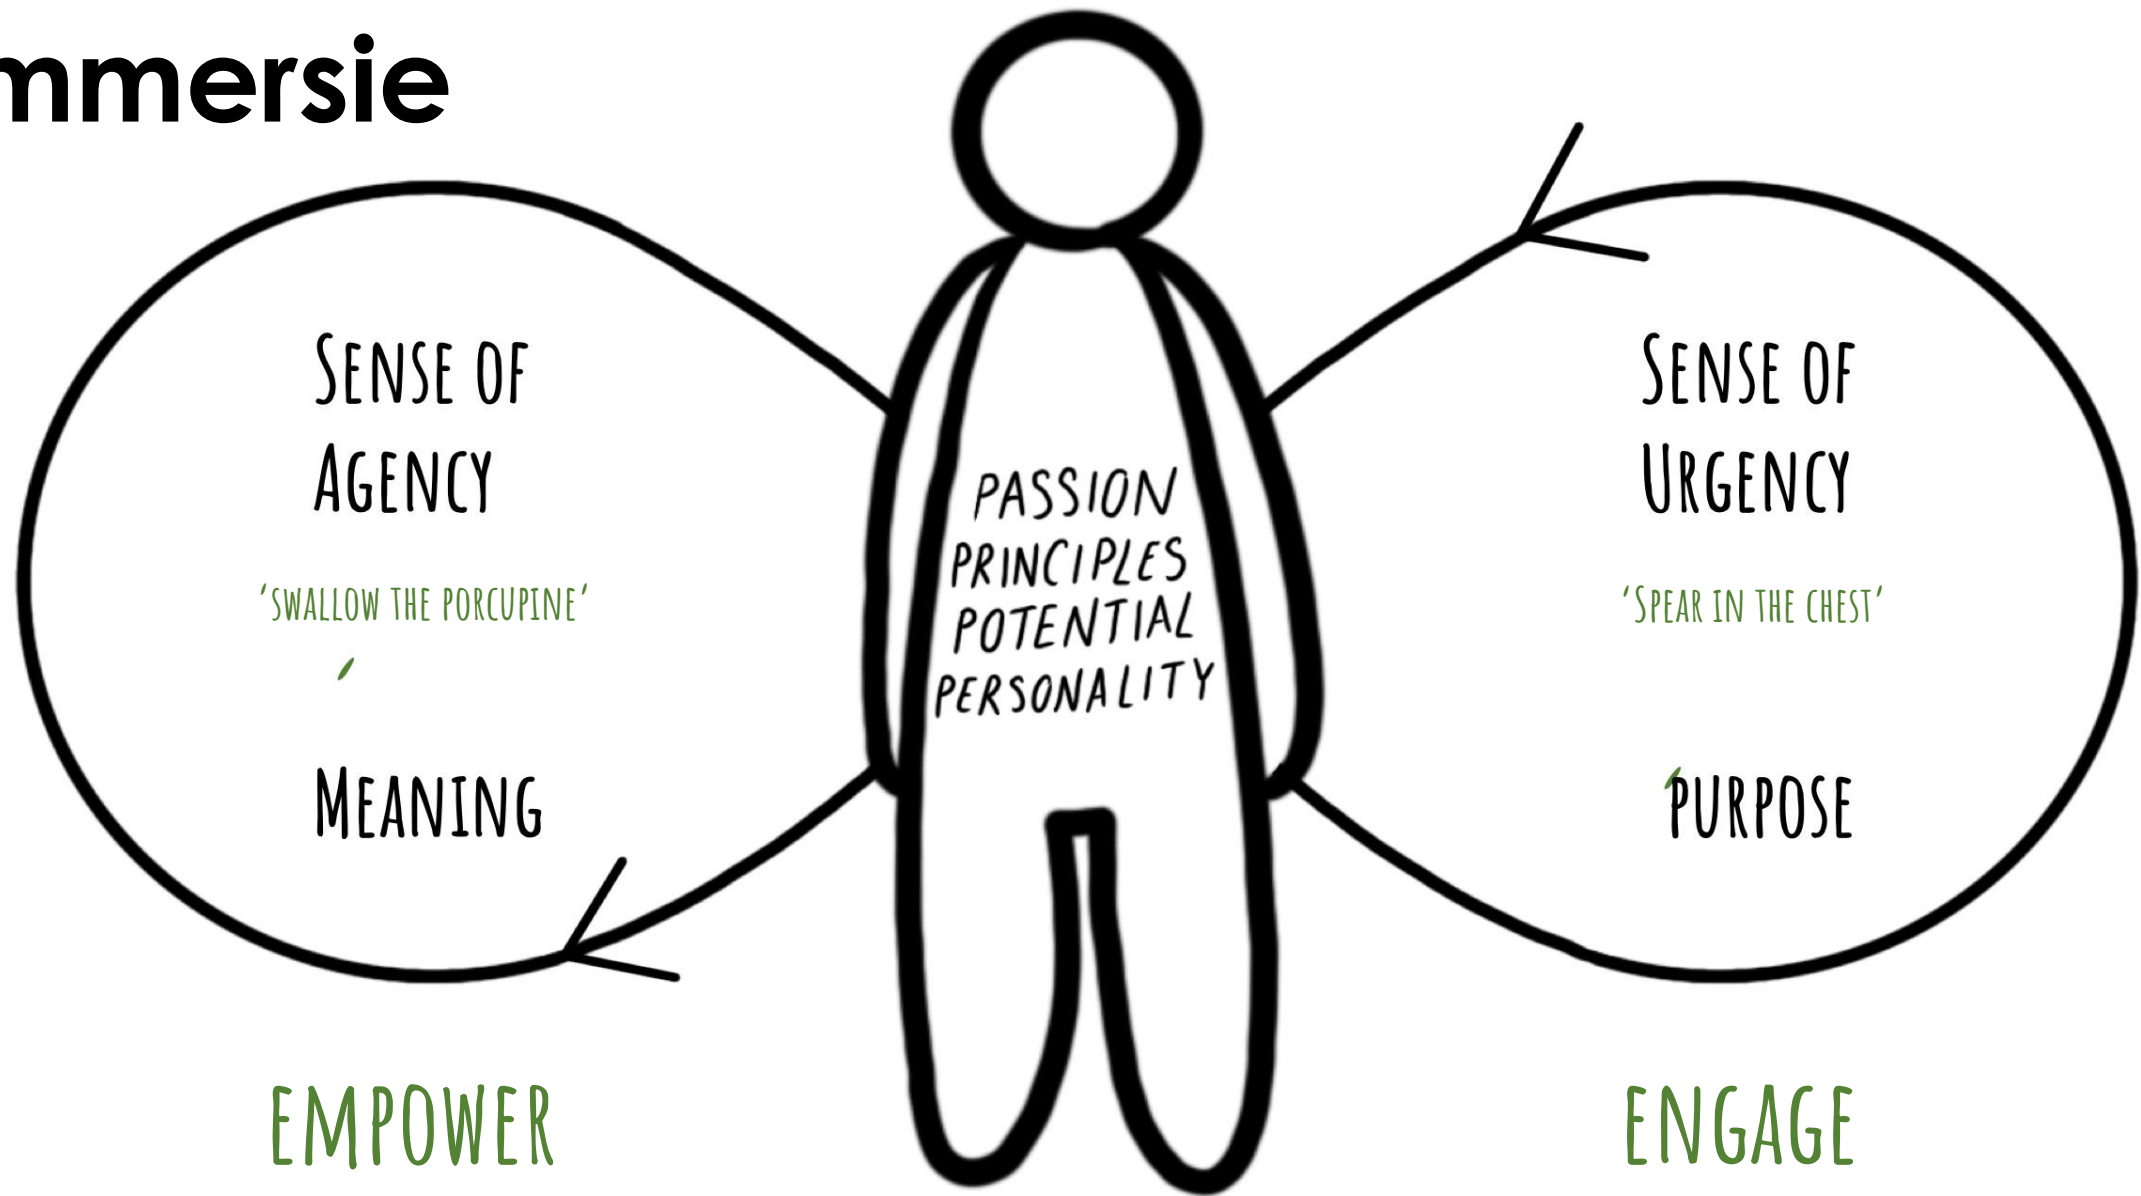 mmersie
Sense of
Agency
‘swallow the porcupine’
Meaning
EMPOWER
PASSION
PRINCIPLES
POTENTIAL
PERSONALITY
Sense of
Urgency
‘Spear in the chest’
PURPOSE
ENGAGE